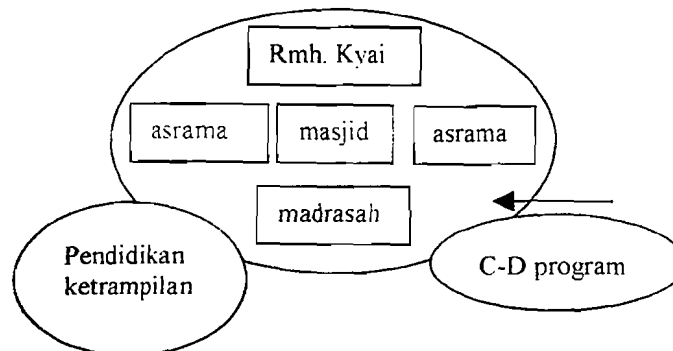 Rmh. Kyai
asrama
masjid
asrama
madrasah
Pendidikan
ketrampilan
C-D program